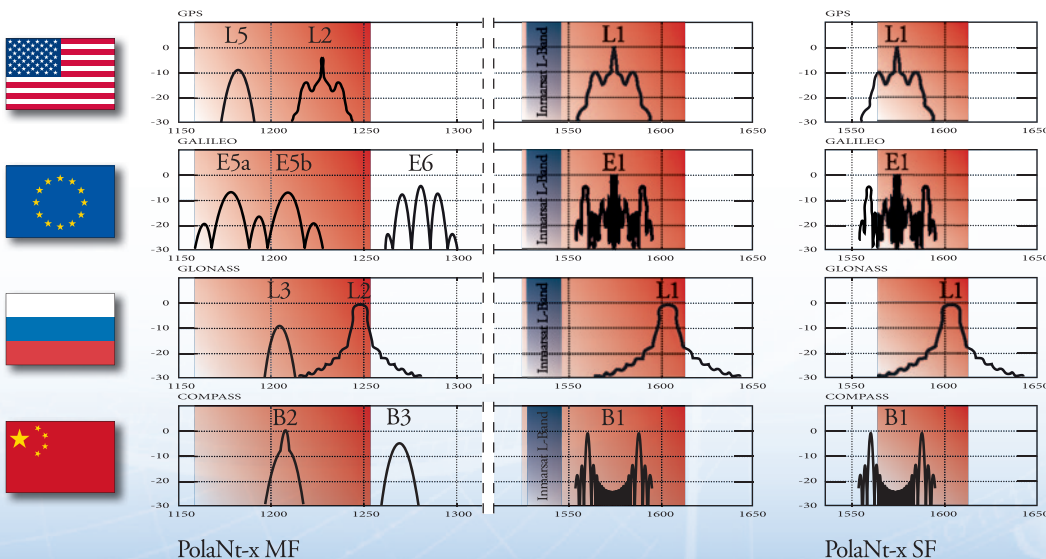 GPS
GPS
L5 L2 Inmarsat L-Band L1 L1
0 0
-10 -10
-20 -20
-30 -30
1150 1200 1250 1300 1550 1600 1650 1550 1600 1650
GALILEO
GALILEO
E5a E5b E6 Inmarsat L-Band E1 E1
0 0
-10 -10
-20 -20
-30 -30
1150 1200 1250 1300 1550 1600 1650 1550 1600 1650
GLONASS
GLONASS
L3 L2 Inmarsat L-Band L1 L1
0 0
-10 -10
-20 -20
-30 -30
1150 1200 1250 1300 1550 1600 1650 1550 1600 1650
COMPASS
COMPASS
B2 B3 Inmarsat L-Band B1 B1
0 0
-10 -10
-20 -20
-30 -30
1150 1200 1250 1300 1550 1600 1650 1550 1600 1650
PolaNt-x MF
PolaNt-x SF